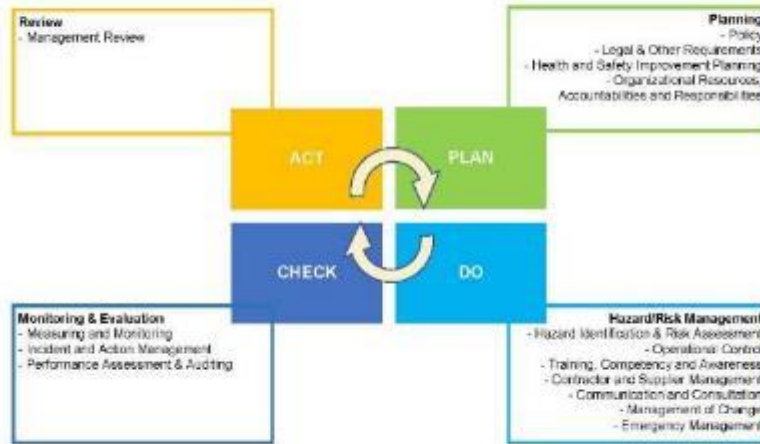 Review
- Management Review
Planning
- Policy
- Legal & Other Requirements
- Health and Safety Improvement Planning
- Organizational Resources,
Accountabilities and Responsibilities
ACT
PLAN
CHECK
DO
Monitoring & Evaluation
- Measuring and Monitoring
- Incident and Action Management
- Performance Assessment & Auditing
Hazard/Risk Management
- Hazard Identification & Risk Assessment
- Operational Control
- Training, Competency and Awareness
- Contractor and Supplier Management
- Communication and Consultation
- Management of Change
- Emergency Management